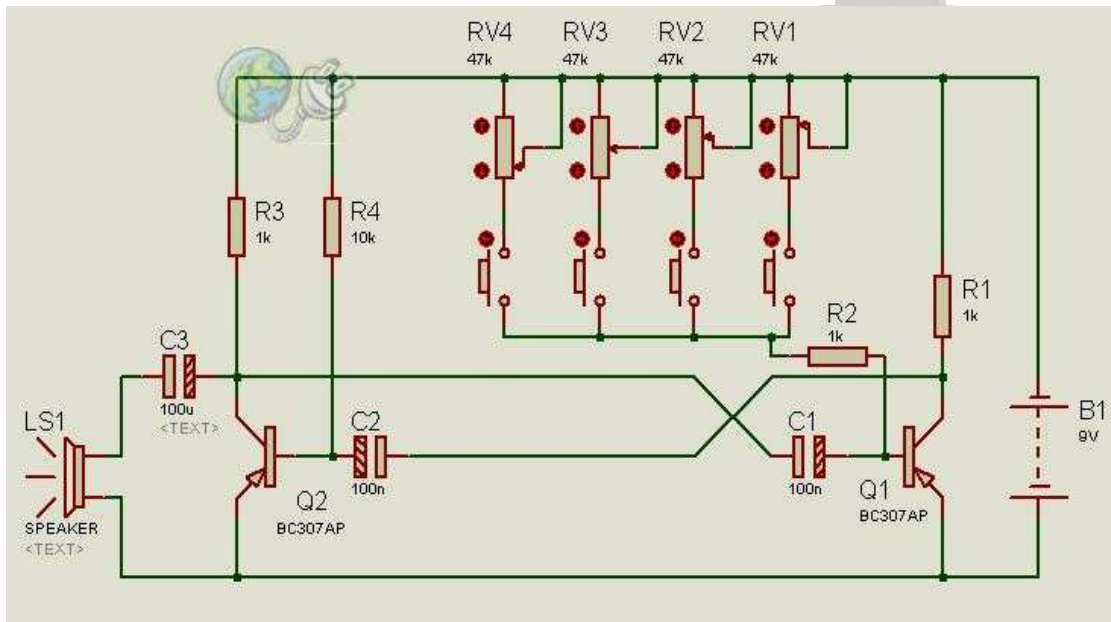 RV4
RV3
RV2
RV1
47k
47k
47k
47k
R3
1k
R4
10k
R1
1k
R2
1k
C3
100u
<TEXT>
LS1
SPEAKER
<TEXT>
C2
100n
C1
100n
Q2
BC307AP
Q1
BC307AP
B1
9V